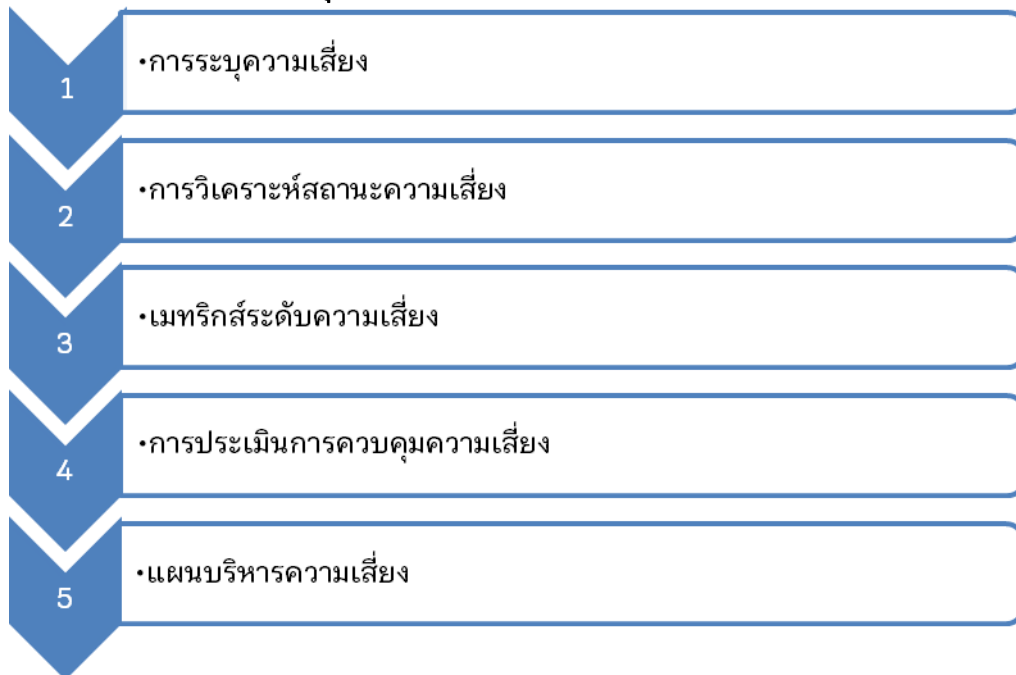 1
•การระบุความเสี่ยง
2
•การวิเคราะห์สถานะความเสี่ยง
3
•เมทริกส์ระดับความเสี่ยง
4
•การประเมินการควบคุมความเสี่ยง
5
•แผนบริหารความเสี่ยง